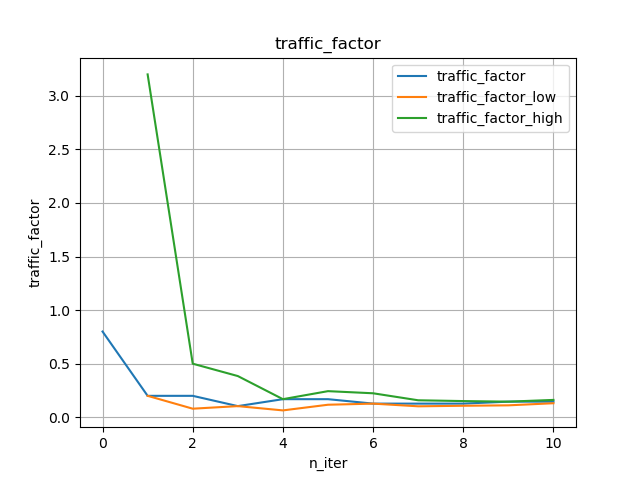 traffic_factor
traffic_factor
traffic_factor_low
traffic_factor_high
3.0
2.5
2.0
1.5
1.0
0.5
0.0
traffic_factor
0
2
4
6
8
10
n_iter